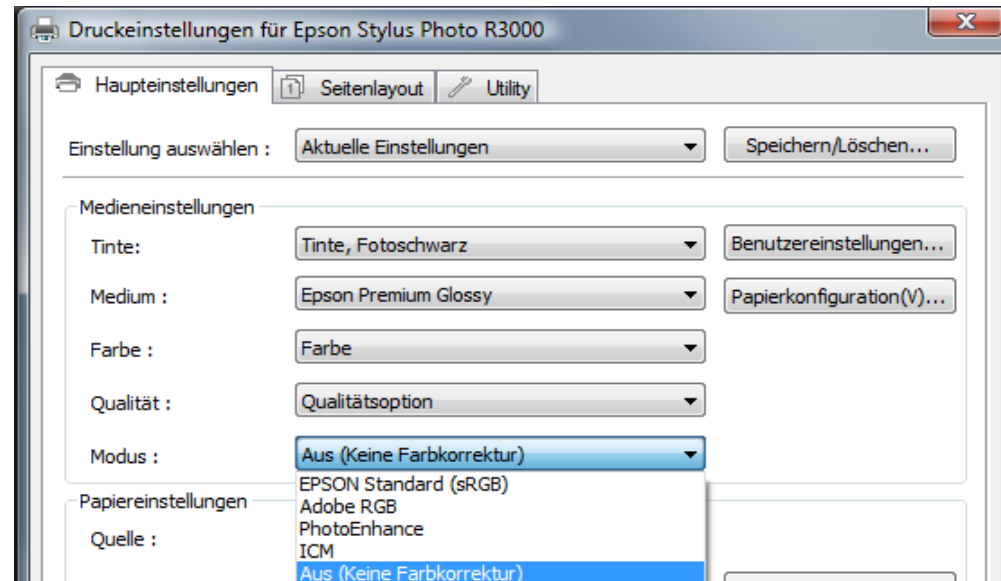 Druckeinstellungen für Epson Stylus Photo R3000
Haupteinstellungen
Seitenlayout
Utility
Einstellung auswählen :
Aktuelle Einstellungen
Speichern/Löschen...
Medieneinstellungen
Tinte:
Tinte, Fotoschwarz
Benutzereinstellungen...
Medium :
Epson Premium Glossy
Papierkonfiguration(V)...
Farbe :
Farbe
Qualität :
Qualitätsoption
Modus :
Aus (Keine Farbkorrektur)
EPSON Standard (sRGB)
Papiereinstellungen
Adobe RGB
PhotoEnhance
Quelle :
ICM
Aus (Keine Farbkorrektur)